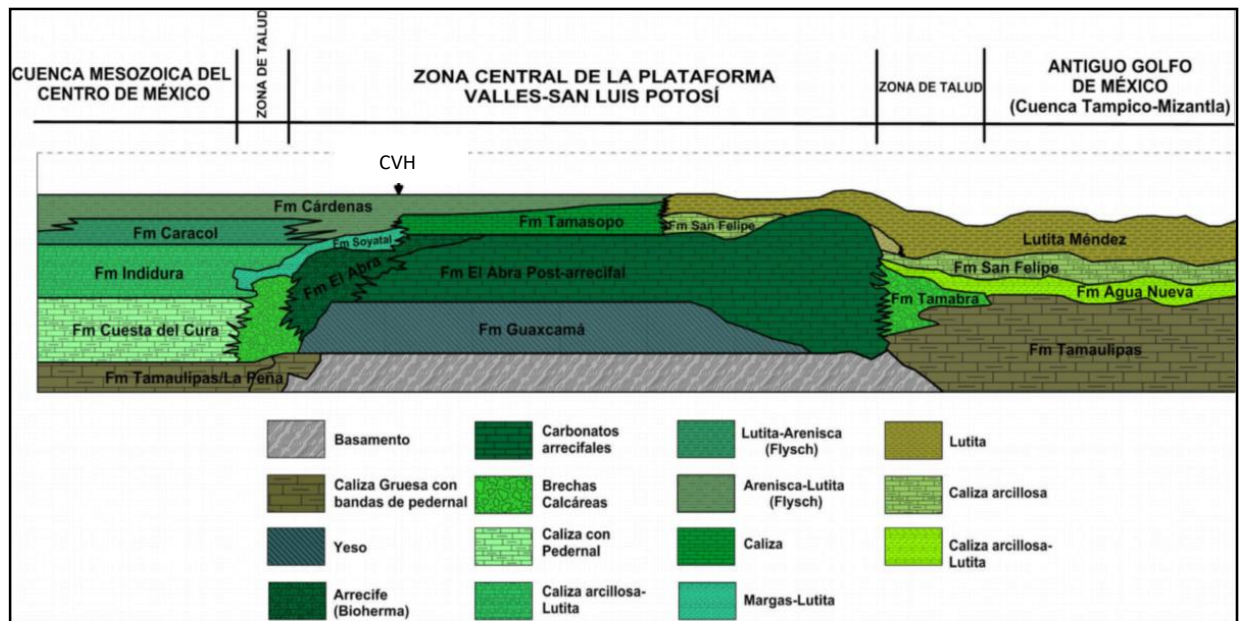 CUENCA MESOZOICA DEL
CENTRO DE MÉXICO
ZONA DE TALUD
ZONA CENTRAL DE LA PLATAFORMA
VALLES-SAN LUIS POTOSÍ
ZONA DE TALUD
ANTIGUO GOLFO
DE MÉXICO
(Cuenca Tampico-Mizantla)
CVH
Fm Cárdenas
Fm Caracol
Fm Soyatal
Fm Tamasopo
Fm San Felipe
Lutita Méndez
Fm Indidura
Fm El Abra
Fm El Abra Post-arrecifal
Fm San Felipe
Fm Agua Nueva
Fm Tamabra
Fm Cuesta del Cura
Fm Guaxcamá
Fm Tamaulipas
Fm Tamaulipas/La Peña
Basamento
Caliza Gruesa con
bandas de pedernal
Yeso
Arrecife
(Bioherma)
Carbonatos
arrecifales
Brechas
Calcáreas
Caliza con
Pedernal
Caliza arcillosa-
Lutita
Lutita-Arenisca
(Flysch)
Arenisca-Lutita
(Flysch)
Caliza
Margas-Lutita
Lutita
Caliza arcillosa
Caliza arcillosa-
Lutita